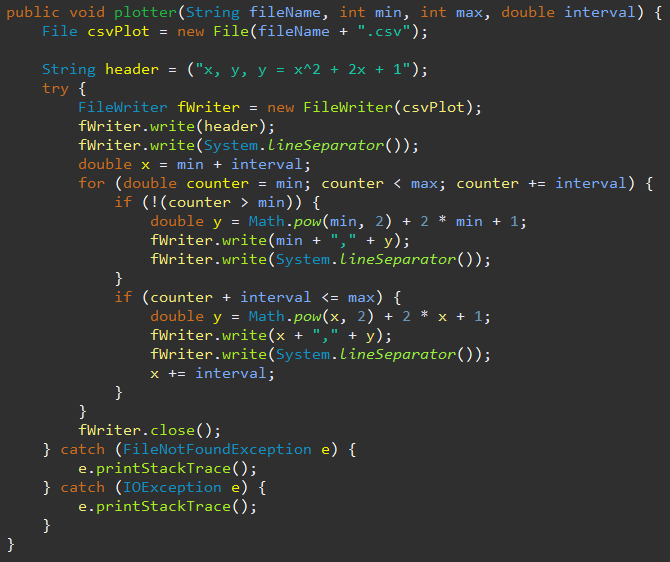 public void plotter(String fileName, int min, int max, double interval) {
    File csvPlot = new File(fileName + ".csv");

    String header = ("x, y, y = x^2 + 2x + 1");
    try {
        FileWriter fWriter = new FileWriter(csvPlot);
        fWriter.write(header);
        fWriter.write(System.lineSeparator());
        double x = min + interval;
        for (double counter = min; counter < max; counter += interval) {
            if (!(counter > min)) {
                double y = Math.pow(min, 2) + 2 * min + 1;
                fWriter.write(min + "," + y);
                fWriter.write(System.lineSeparator());
            }
            if (counter + interval <= max) {
                double y = Math.pow(x, 2) + 2 * x + 1;
                fWriter.write(x + "," + y);
                fWriter.write(System.lineSeparator());
                x += interval;
            }
        }
        fWriter.close();
    } catch (FileNotFoundException e) {
        e.printStackTrace();
    } catch (IOException e) {
        e.printStackTrace();
    }
}